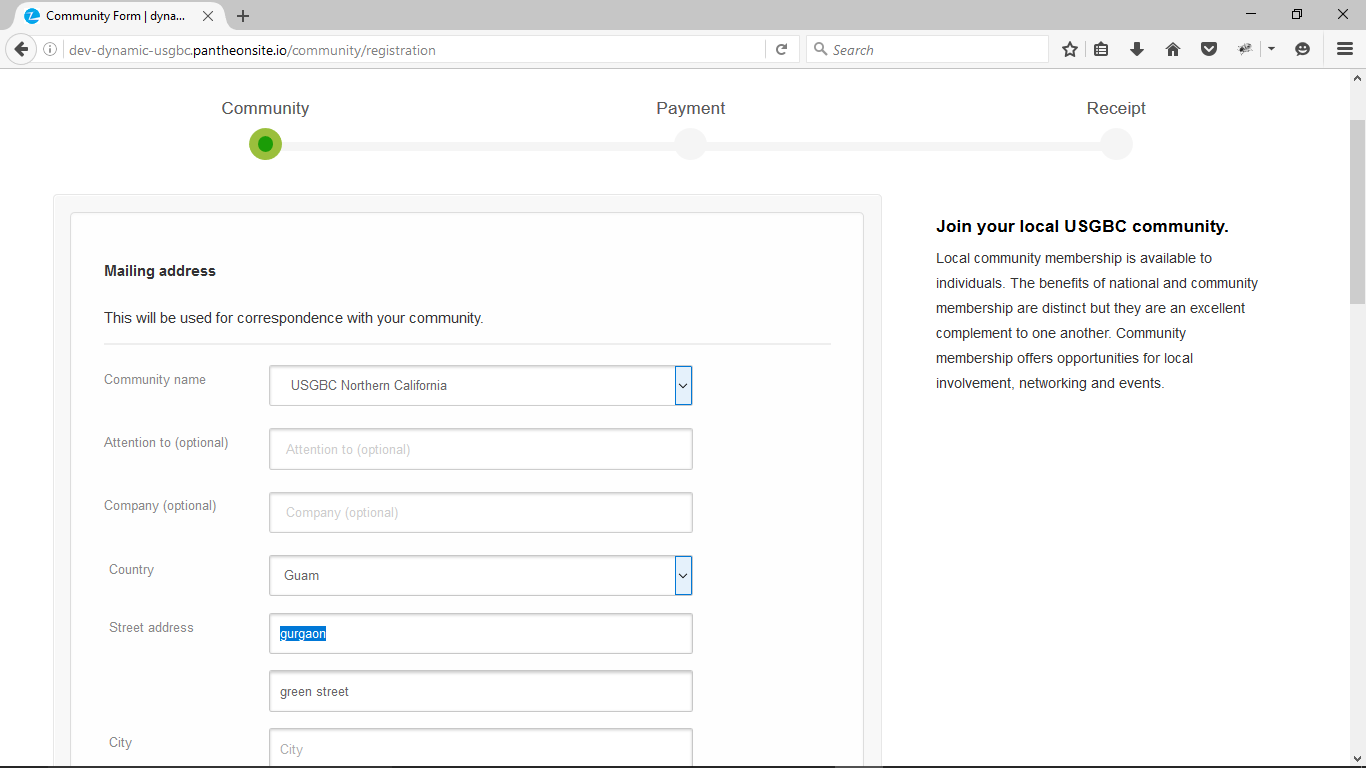 Community Form | dyna...
dev-dynamic-usgbc.pantheonsite.io/community/registration
Search
Community
Payment
Receipt
Mailing address
This will be used for correspondence with your community.
Community name
USGBC Northern California
Attention to (optional)
Attention to (optional)
Company (optional)
Company (optional)
Country
Guam
Street address
gurgaon
green street
City
City
Join your local USGBC community.
Local community membership is available to
individuals. The benefits of national and community
membership are distinct but they are an excellent
complement to one another. Community
membership offers opportunities for local
involvement, networking and events.